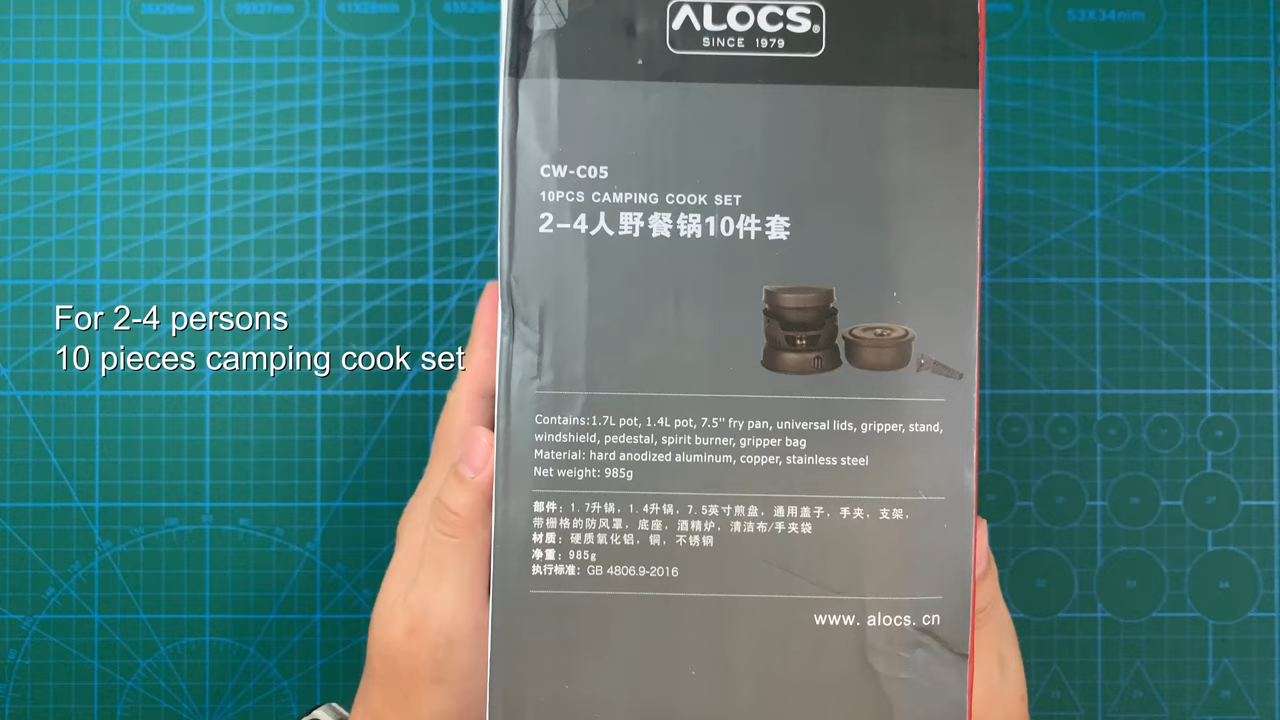 38X26mm
39X27mm
41X28mm
53X34mm
ALOCS®
SINCE 1979
CW-C05
10PCS CAMPING COOK SET
2-4人野餐锅10件套
For 2-4 persons
10 pieces camping cook set
Contains:1.7L pot, 1.4L pot, 7.5'' fry pan, universal lids, gripper, stand,
windshield, pedestal, spirit burner, gripper bag
Material: hard anodized aluminum, copper, stainless steel
Net weight: 985g
部件：1.7升锅，1.4升锅，7.5英寸煎盘，通用盖子，手夹，支架，
带栅格的防风罩，底座，酒精炉，清洁布/手夹袋
材质：硬质氧化铝，铜，不锈钢
净重：985g
执行标准：GB 4806.9-2016
www. alocs. cn